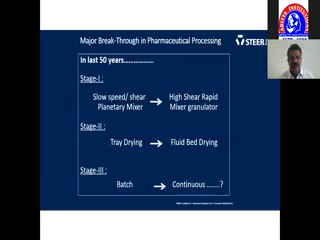 Major Break-Through in Pharmaceutical Processing
STEER
In last 50 years................
Stage-I :
Slow speed/ shear
Planetary Mixer
High Shear Rapid
Mixer granulator
Stage-II :
Tray Drying
Fluid Bed Drying
Stage-III :
Batch
Continuous ........?